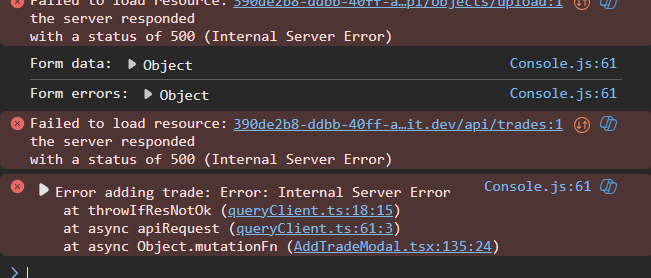 Failed to load resource: 390de2b8-ddbb-40ff-a…pi/objects/upload:1
the server responded
with a status of 500 (Internal Server Error)
Form data: ▶ Object Console.js:61
Form errors: ▶ Object Console.js:61
Failed to load resource: 390de2b8-ddbb-40ff-a…it.dev/api/trades:1
the server responded
with a status of 500 (Internal Server Error)
▶ Error adding trade: Error: Internal Server Error Console.js:61
at throwIfResNotOk (queryClient.ts:18:15)
at async apiRequest (queryClient.ts:61:3)
at async Object.mutationFn (AddTradeModal.tsx:135:24)
>